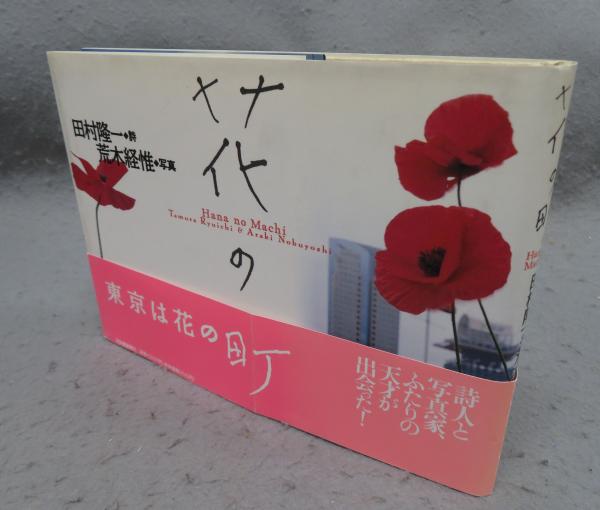 田村隆一◆詩
荒木経惟◆写真
花の
Hana no Machi
Tamura Ryuichi & Araki Nobuyoshi
東京は花の町
詩人と
写真家、
ふたりの
天才が
出会った!
花の町